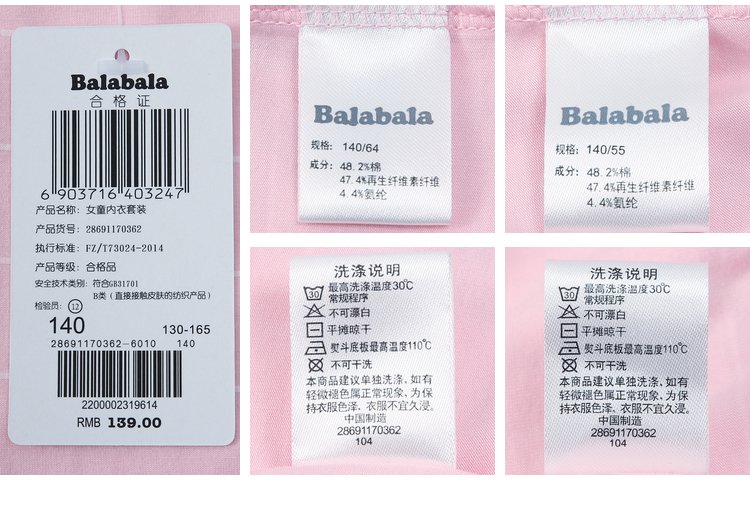 Balabala
合格证
6 903716 403247
产品名称: 女童内衣套装
产品货号: 28691170362
执行标准: FZ/T73024-2014
产品等级: 合格品
安全技术类别: 符合GB31701
B类（直接接触皮肤的纺织产品）
检验员: 12
140 130-165
28691170362-6010 140
2200002319614
RMB 139.00
Balabala
规格: 140/64
成分: 48.2%棉
47.4%再生纤维素纤维
4.4%氨纶
Balabala
规格: 140/55
成分: 48.2%棉
47.4%再生纤维素纤维
4.4%氨纶
洗涤说明
30 最高洗涤温度30℃
常规程序
不可漂白
平摊晾干
熨斗底板最高温度110℃
不可干洗
本商品建议单独洗涤, 如有
轻微褪色属正常现象, 为保
持衣服色泽, 衣服不宜久浸。
中国制造
28691170362
104
洗涤说明
30 最高洗涤温度30℃
常规程序
不可漂白
平摊晾干
熨斗底板最高温度110℃
不可干洗
本商品建议单独洗涤, 如有
轻微褪色属正常现象, 为保
持衣服色泽, 衣服不宜久浸。
中国制造
28691170362
104